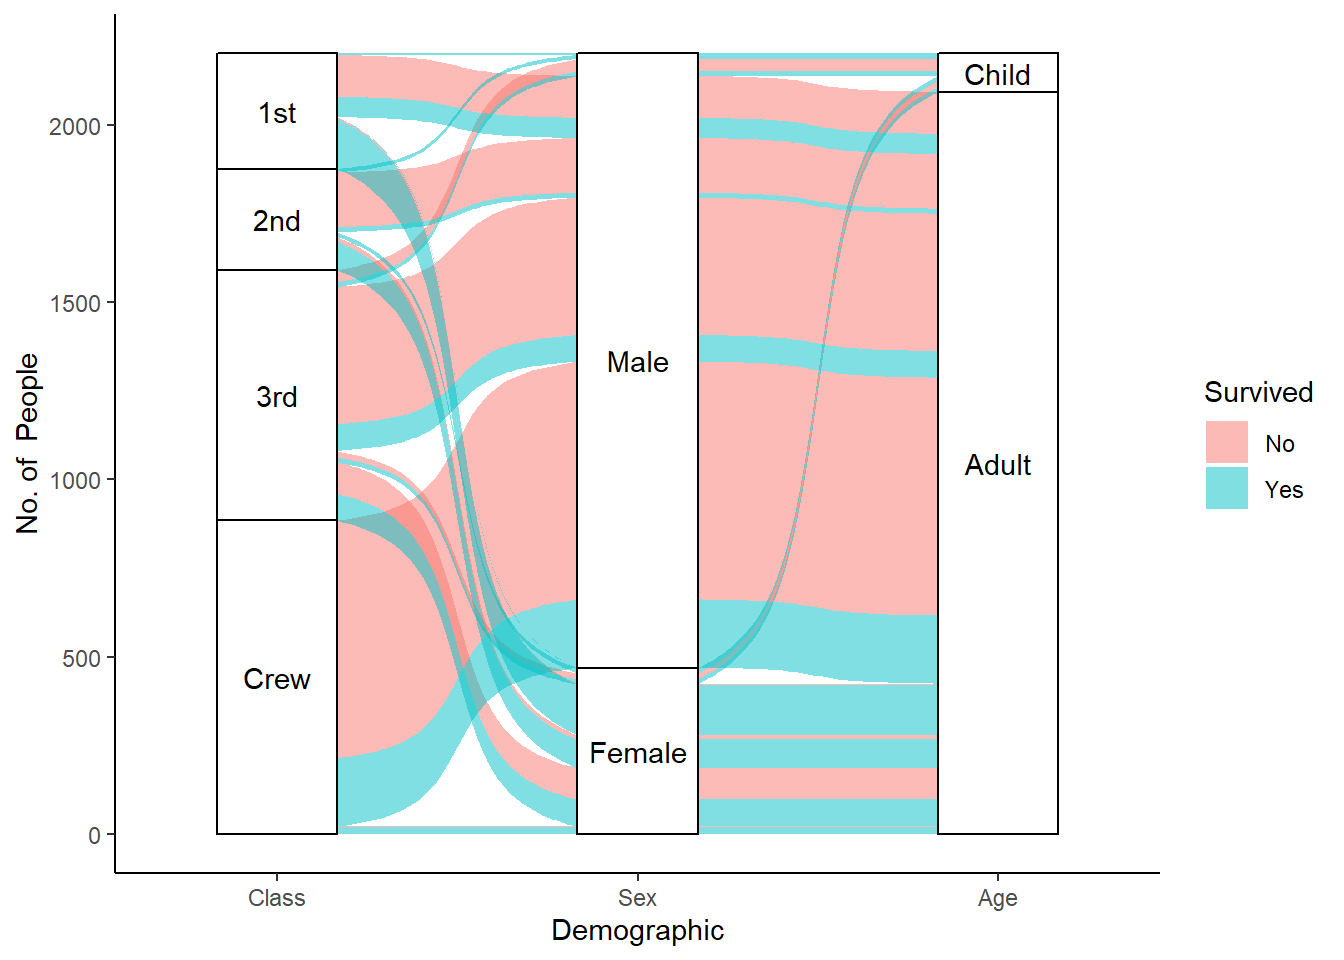 No. of  People
2000
1500
1000
500
0
1st
2nd
3rd
Crew
Male
Female
Child
Adult
Class
Sex
Age
Demographic
Survived
No
Yes